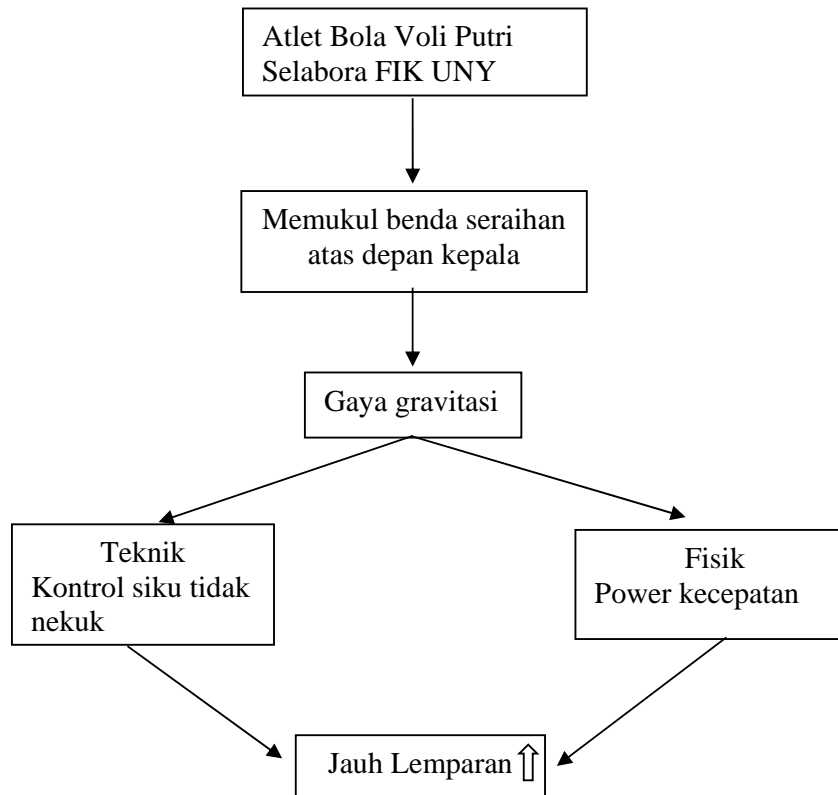 Atlet Bola Voli Putri
Selabora FIK UNY
Memukul benda seraihan
atas depan kepala
Gaya gravitasi
Teknik
Kontrol siku tidak
nekuk
Fisik
Power kecepatan
Jauh Lemparan ⇧